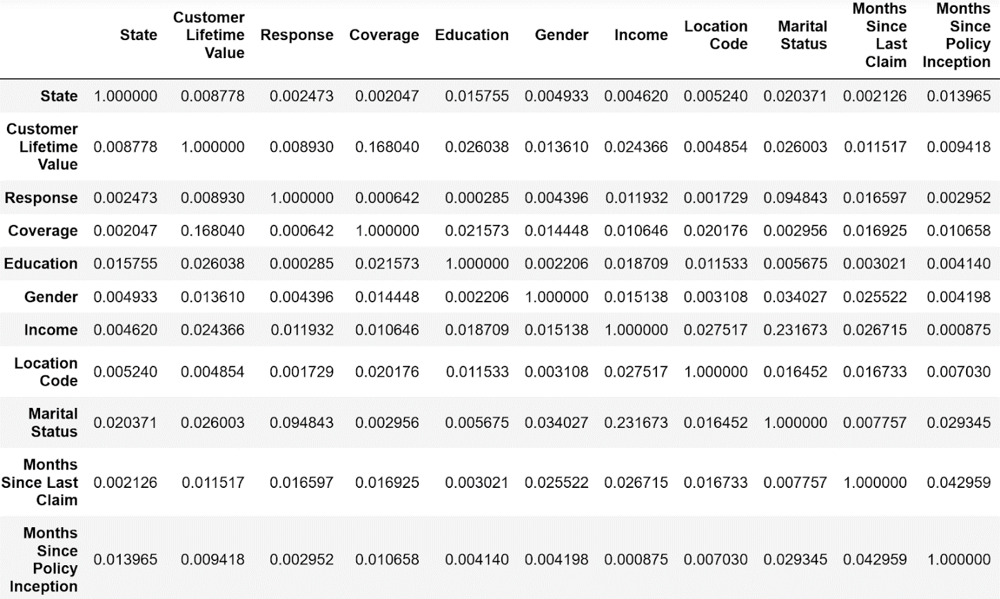 State Customer Lifetime Value Response Coverage Education Gender Income Location Code Marital Status Months Since Last Claim Months Since Policy Inception
State 1.000000 0.008778 0.002473 0.002047 0.015755 0.004933 0.004620 0.005240 0.020371 0.002126 0.013965
Customer Lifetime Value 0.008778 1.000000 0.008930 0.168040 0.026038 0.013610 0.024366 0.004854 0.026003 0.011517 0.009418
Response 0.002473 0.008930 1.000000 0.000642 0.000285 0.004396 0.011932 0.001729 0.094843 0.016597 0.002952
Coverage 0.002047 0.168040 0.000642 1.000000 0.021573 0.014448 0.010646 0.020176 0.002956 0.016925 0.010658
Education 0.015755 0.026038 0.000285 0.021573 1.000000 0.002206 0.018709 0.011533 0.005675 0.003021 0.004140
Gender 0.004933 0.013610 0.004396 0.014448 0.002206 1.000000 0.015138 0.003108 0.034027 0.025522 0.004198
Income 0.004620 0.024366 0.011932 0.010646 0.018709 0.015138 1.000000 0.027517 0.231673 0.026715 0.000875
Location Code 0.005240 0.004854 0.001729 0.020176 0.011533 0.003108 0.027517 1.000000 0.016452 0.016733 0.007030
Marital Status 0.020371 0.026003 0.094843 0.002956 0.005675 0.034027 0.231673 0.016452 1.000000 0.007757 0.029345
Months Since Last Claim 0.002126 0.011517 0.016597 0.016925 0.003021 0.025522 0.026715 0.016733 0.007757 1.000000 0.042959
Months Since Policy Inception 0.013965 0.009418 0.002952 0.010658 0.004140 0.004198 0.000875 0.007030 0.029345 0.042959 1.000000